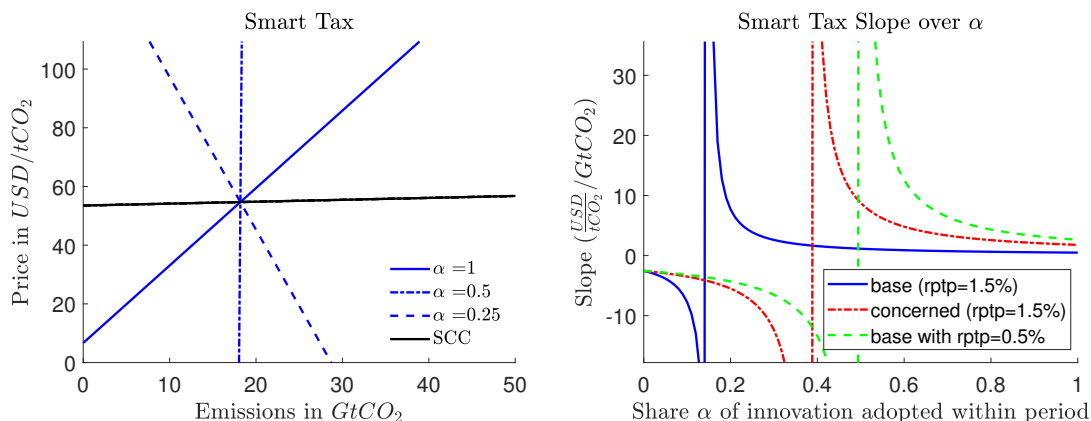 Smart Tax
Price in USD/tCO₂
100
80
60
40
20
0
0 10 20 30 40 50
Emissions in GtCO₂
α =1
α =0.5
α =0.25
SCC
Smart Tax Slope over α
Slope (USD/tCO₂/GtCO₂)
30
20
10
0
-10
0 0.2 0.4 0.6 0.8 1
Share α of innovation adopted within period
base (rptp=1.5%)
concerned (rptp=1.5%)
base with rptp=0.5%